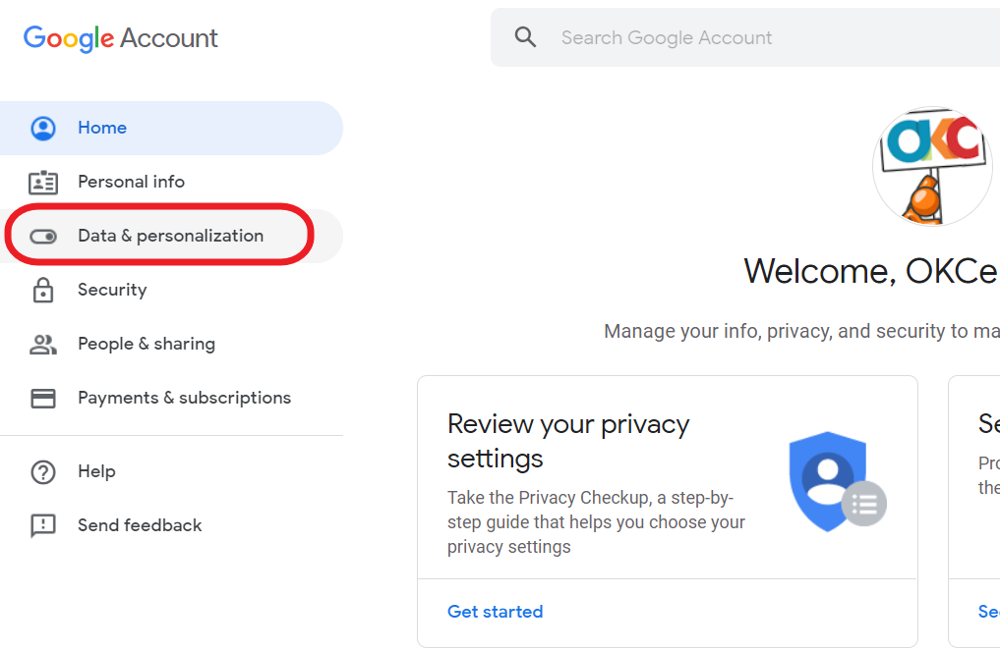 Google Account
Search Google Account
Home
Personal info
Data & personalization
Security
People & sharing
Payments & subscriptions
Help
Send feedback
OKC
Welcome, OKCe
Manage your info, privacy, and security to ma
Review your privacy
settings
Take the Privacy Checkup, a step-by-
step guide that helps you choose your
privacy settings
Get started
Se
Pro
the
Se